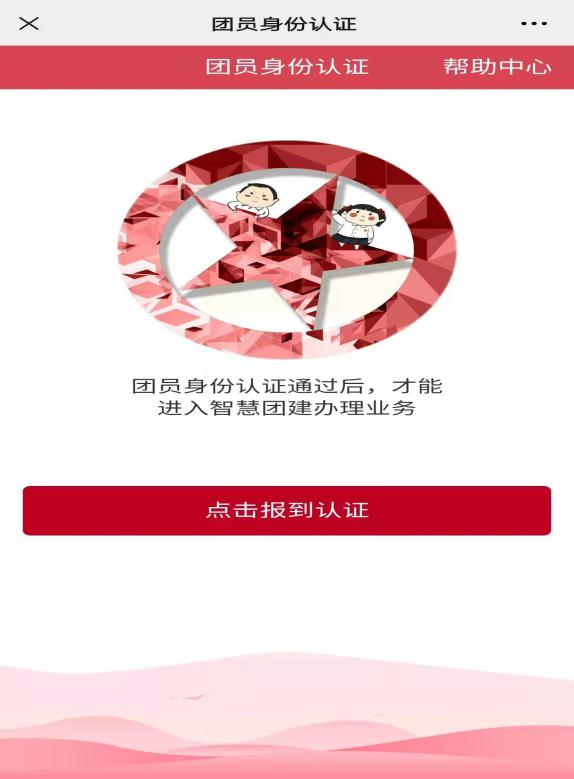 团员身份认证
团员身份认证
帮助中心
团员身份认证通过后，才能
进入智慧团建办理业务
点击报到认证